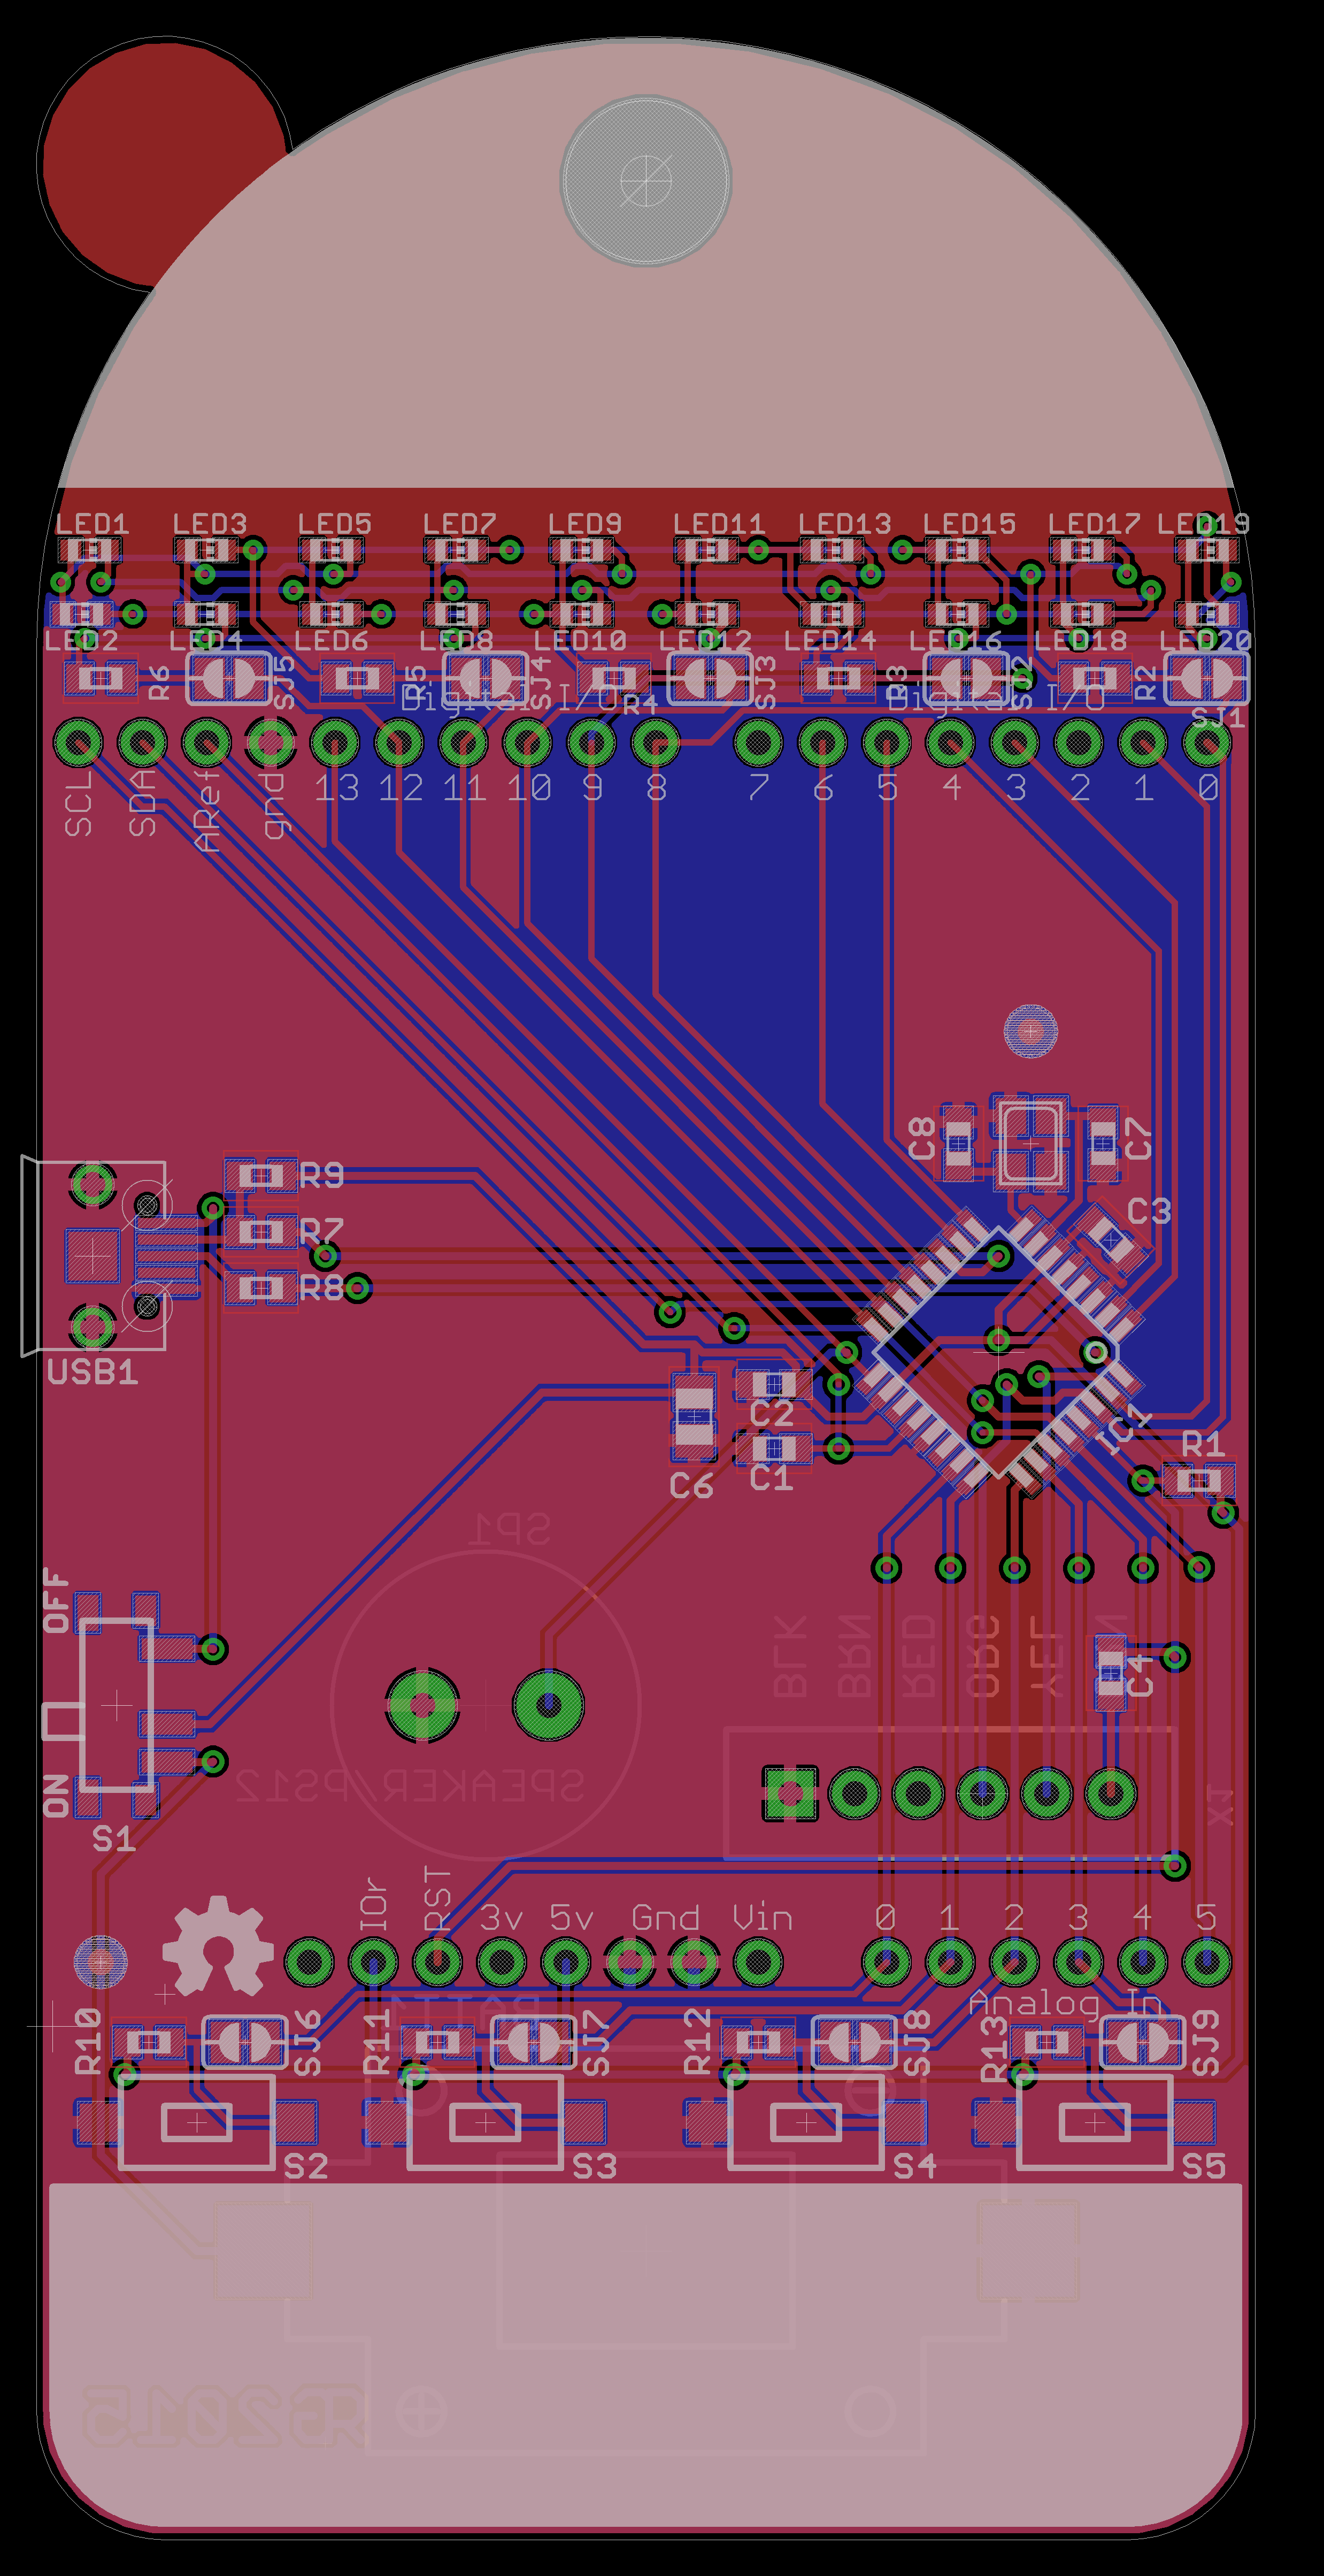 LED1 LED3 LED5 LED7 LED9 LED11 LED13 LED15 LED17 LED19
LED2 LED4 LED6 LED8 LED10 LED12 LED14 LED16 LED18 LED20
R6 SJ5 R5 SJ4 R4 SJ3 R3 SJ2 R2 SJ1
Digital I/O Digital I/O
SCL SDA ARef gnd 13 12 11 10 9 8 7 6 5 4 3 2 1 0
C8 C7
R9
C3
R7
R8
USB1
C2
IC1
R1
C1
C6
SP1
OFF
BLK BRN RED ORG YEL
C4
SPEAKER/PS12
X1
ON
S1
IOr RST 3v 5v Gnd Vin 0 1 2 3 4 5
BATT1
Analog In
R10 SJ6 R11 SJ7 R12 SJ8 R13 SJ9
S2 S3 S4 S5
RE2015